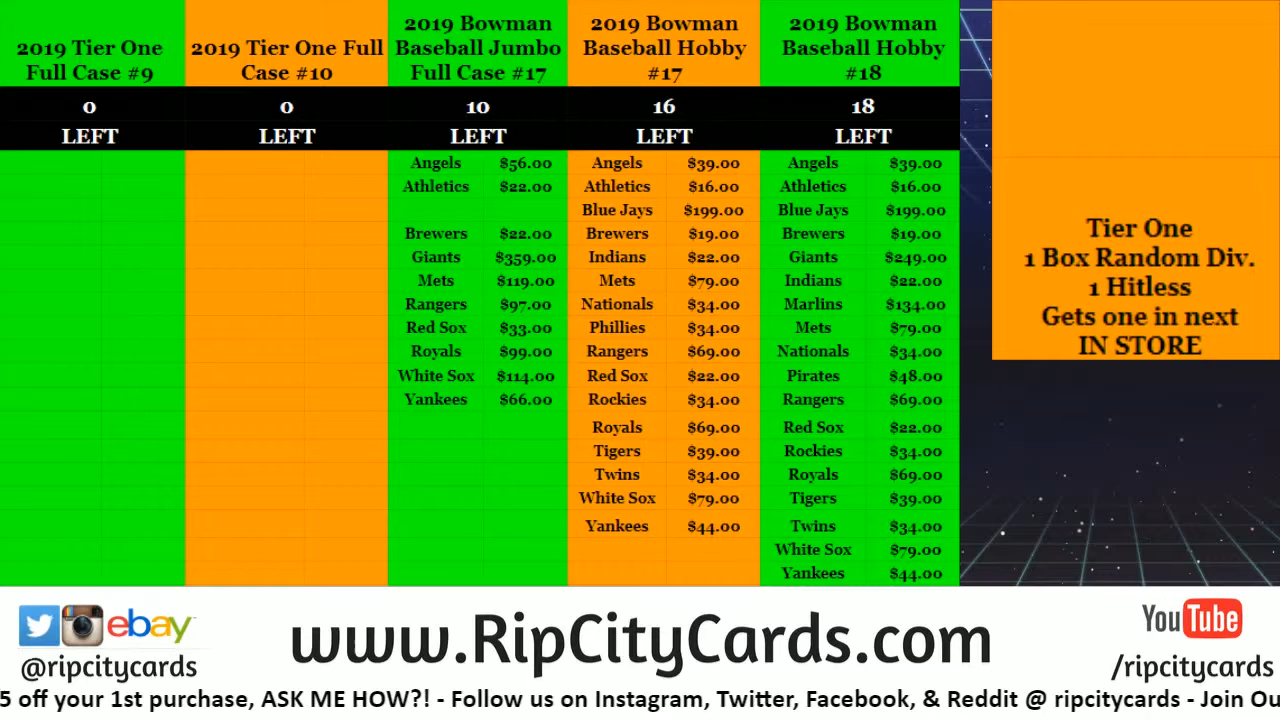 2019 Tier One
Full Case #9
0
LEFT
2019 Tier One Full
Case #10
0
LEFT
2019 Bowman
Baseball Jumbo
Full Case #17
10
LEFT
Angels $56.00
Athletics $22.00
Brewers $22.00
Giants $359.00
Mets $119.00
Rangers $97.00
Red Sox $33.00
Royals $99.00
White Sox $114.00
Yankees $66.00
2019 Bowman
Baseball Hobby
#17
16
LEFT
Angels $39.00
Athletics $16.00
Blue Jays $199.00
Brewers $19.00
Indians $22.00
Mets $79.00
Nationals $34.00
Phillies $34.00
Rangers $69.00
Red Sox $22.00
Rockies $34.00
Royals $69.00
Tigers $39.00
Twins $34.00
White Sox $79.00
Yankees $44.00
2019 Bowman
Baseball Hobby
#18
18
LEFT
Angels $39.00
Athletics $16.00
Blue Jays $199.00
Brewers $19.00
Giants $249.00
Indians $22.00
Marlins $134.00
Mets $79.00
Nationals $34.00
Pirates $48.00
Rangers $69.00
Red Sox $22.00
Rockies $34.00
Royals $69.00
Tigers $39.00
Twins $34.00
White Sox $79.00
Yankees $44.00
Tier One
1 Box Random Div.
1 Hitless
Gets one in next
IN STORE
ebay
@ripcitycards
www.RipCityCards.com
YouTube
/ripcitycards
5 off your 1st purchase, ASK ME HOW?! - Follow us on Instagram, Twitter, Facebook, & Reddit @ ripcitycards - Join Ou